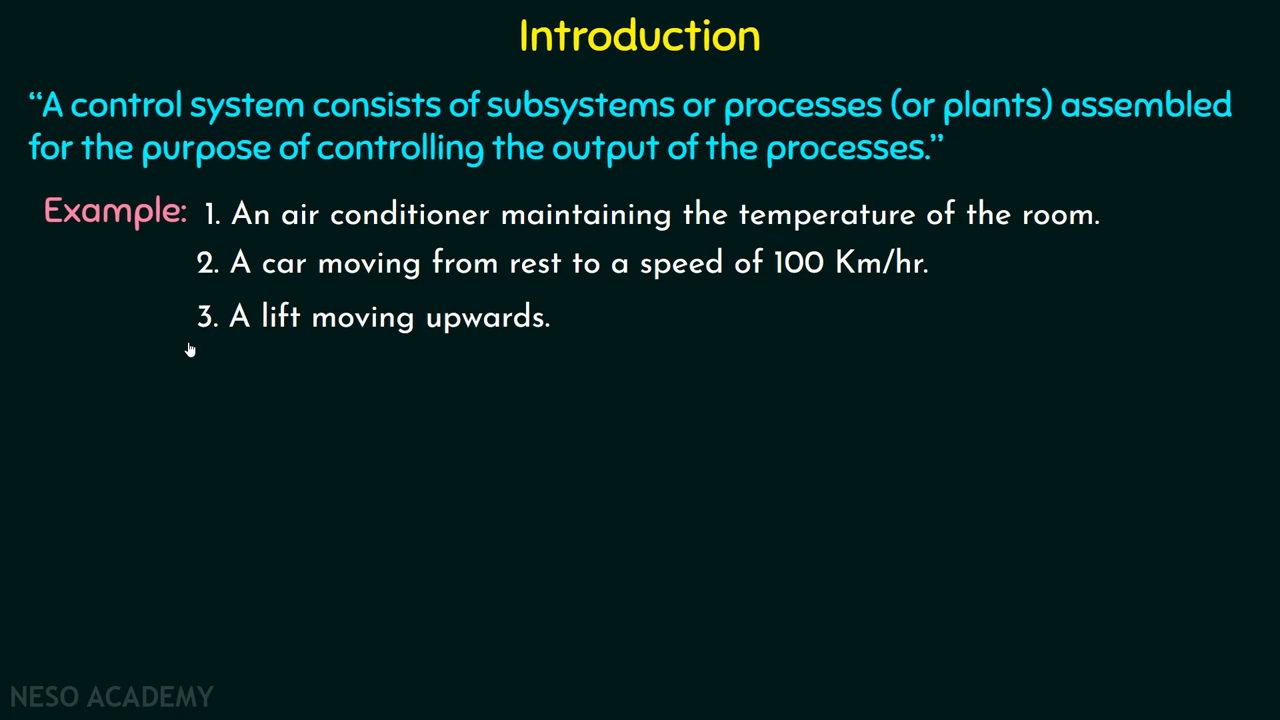 Introduction
“A control system consists of subsystems or processes (or plants) assembled
for the purpose of controlling the output of the processes.”
Example: 1. An air conditioner maintaining the temperature of the room.
2. A car moving from rest to a speed of 100 Km/hr.
3. A lift moving upwards.
NESO ACADEMY